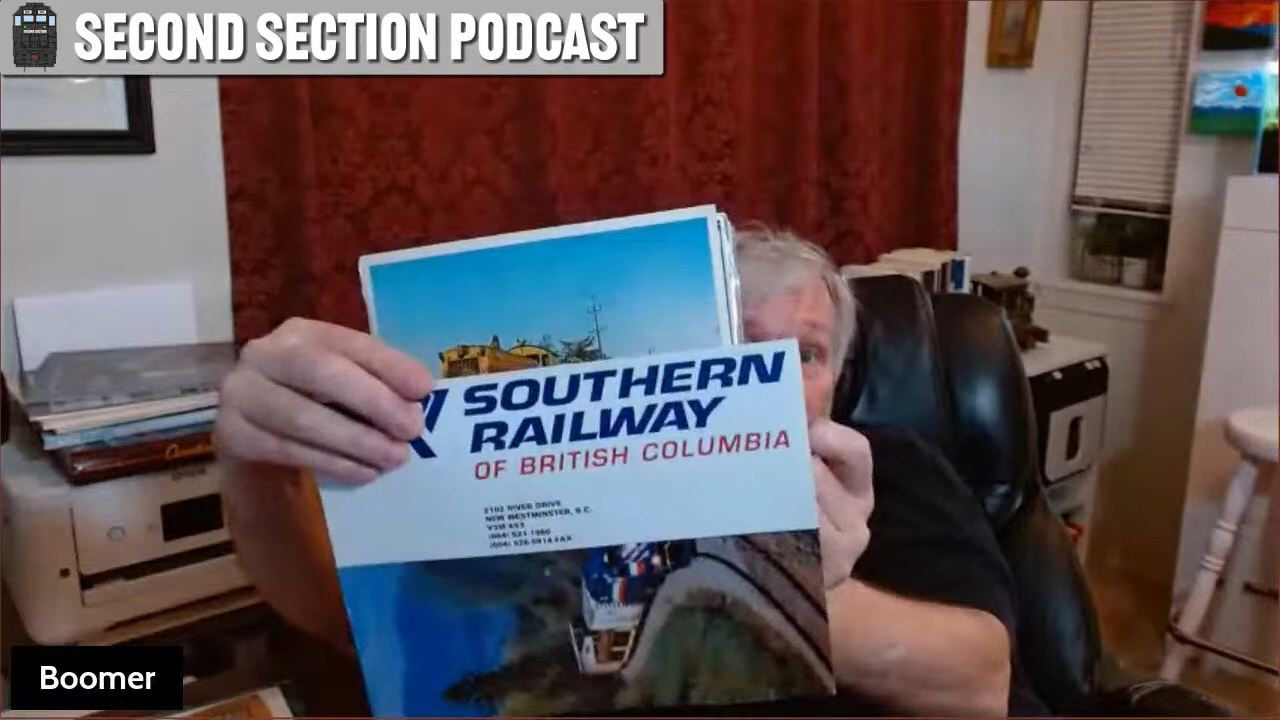 SECOND SECTION PODCAST
SOUTHERN
RAILWAY
OF BRITISH COLUMBIA
2102 RIVER DRIVE
NEW WESTMINSTER, B.C.
Boomer